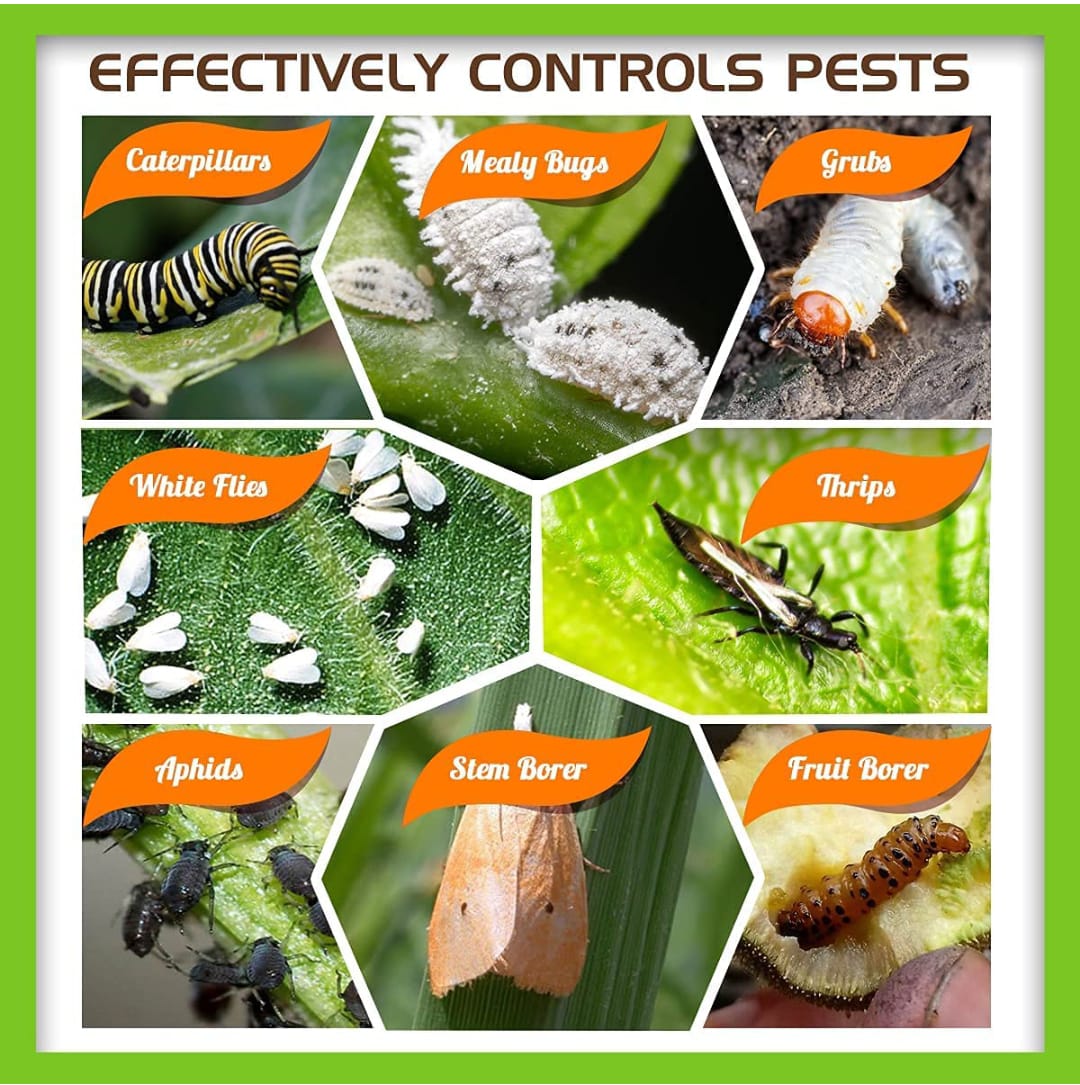 EFFECTIVELY CONTROLS PESTS
Caterpillars
Mealy Bugs
Grubs
White Flies
Thrips
Aphids
Stem Borer
Fruit Borer